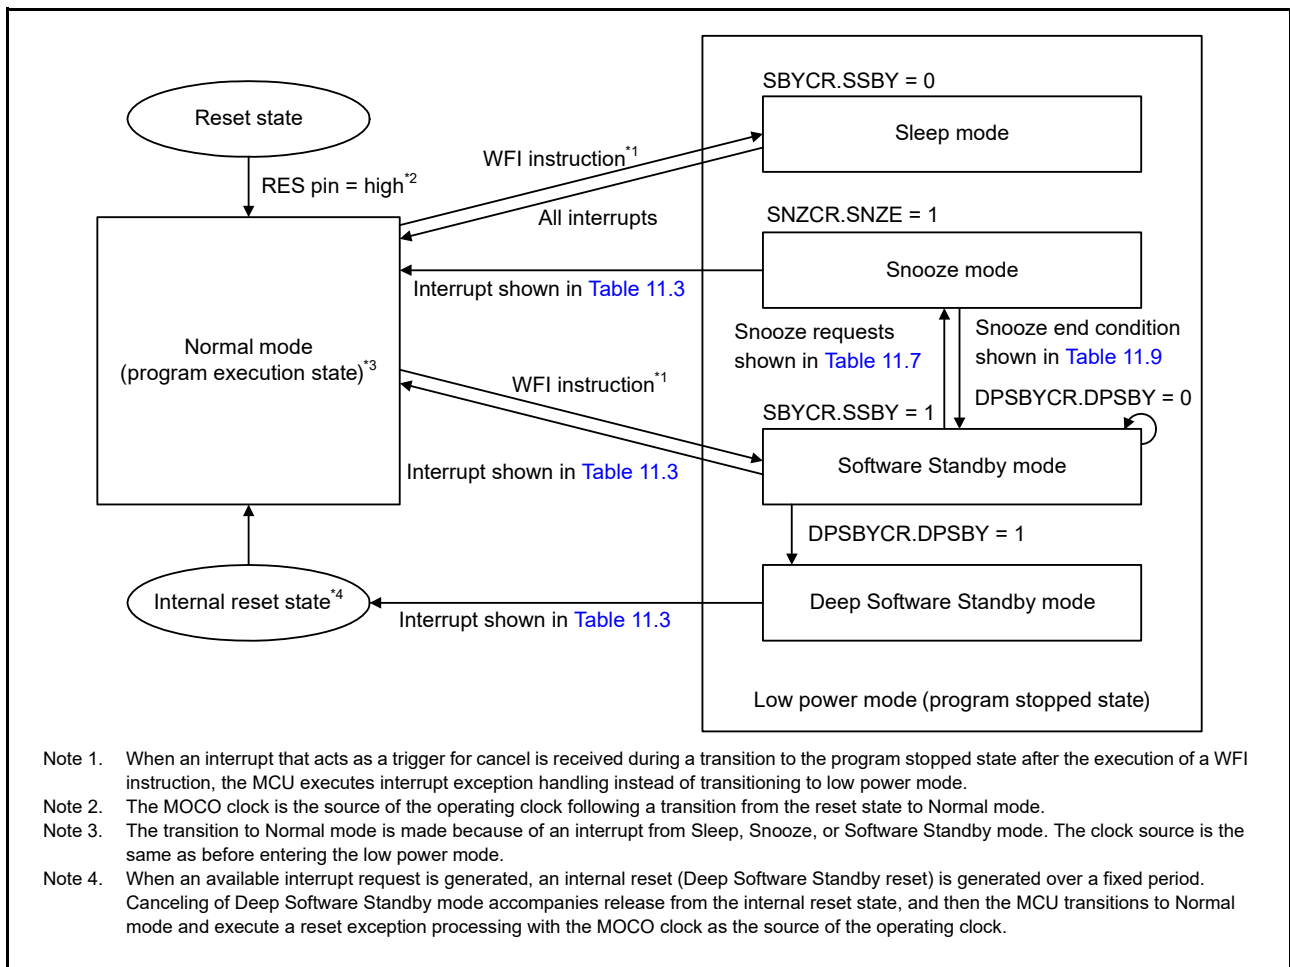 SBYCR.SSBY = 0
Reset state
Sleep mode
WFI instruction*1
RES pin = high*2
All interrupts
SNZCR.SNZE = 1
Snooze mode
Interrupt shown in Table 11.3
Snooze requests
shown in Table 11.7
Snooze end condition
shown in Table 11.9
Normal mode
(program execution state)*3
WFI instruction*1
DPSBYCR.DPSBY = 0
SBYCR.SSBY = 1
Software Standby mode
Interrupt shown in Table 11.3
DPSBYCR.DPSBY = 1
Internal reset state*4
Deep Software Standby mode
Interrupt shown in Table 11.3
Low power mode (program stopped state)
Note 1. When an interrupt that acts as a trigger for cancel is received during a transition to the program stopped state after the execution of a WFI
instruction, the MCU executes interrupt exception handling instead of transitioning to low power mode.
Note 2. The MOCO clock is the source of the operating clock following a transition from the reset state to Normal mode.
Note 3. The transition to Normal mode is made because of an interrupt from Sleep, Snooze, or Software Standby mode. The clock source is the
same as before entering the low power mode.
Note 4. When an available interrupt request is generated, an internal reset (Deep Software Standby reset) is generated over a fixed period.
Canceling of Deep Software Standby mode accompanies release from the internal reset state, and then the MCU transitions to Normal
mode and execute a reset exception processing with the MOCO clock as the source of the operating clock.